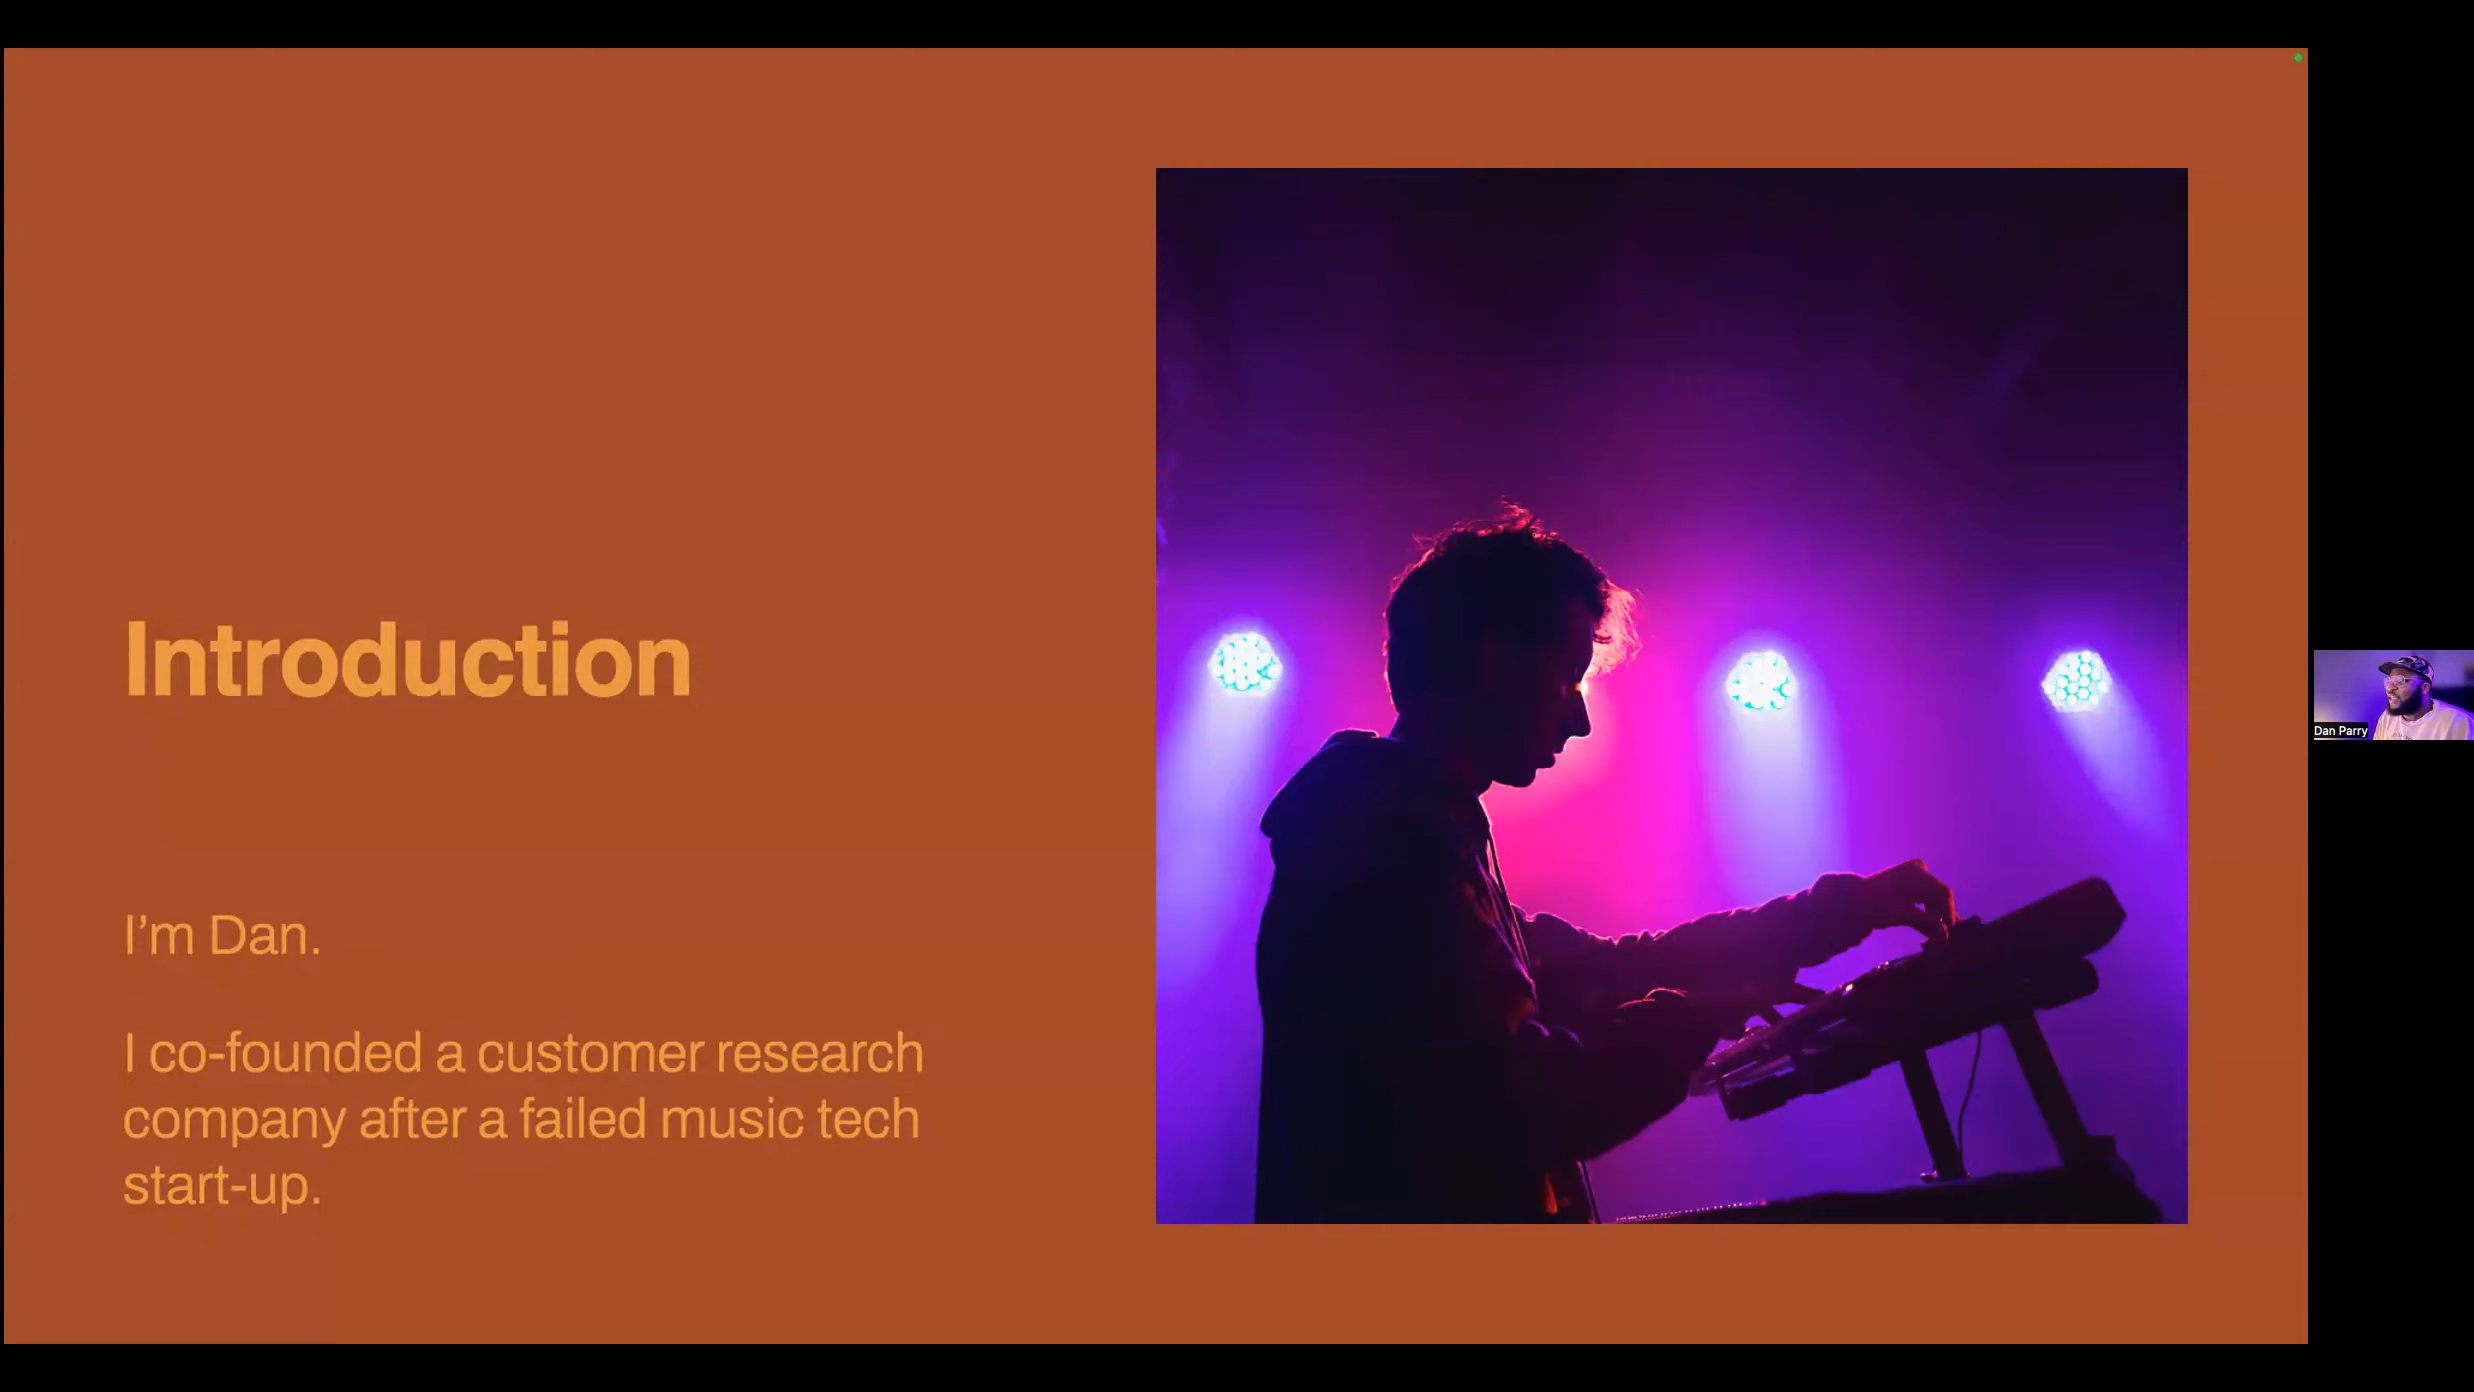 Introduction
I’m Dan.
I co-founded a customer research
company after a failed music tech
start-up.
Dan Parry